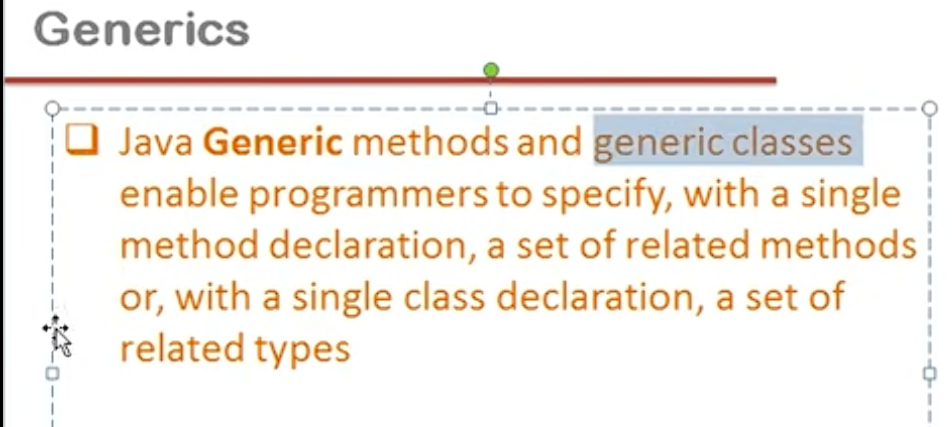 Generics
❑ Java Generic methods and generic classes
enable programmers to specify, with a single
method declaration, a set of related methods
or, with a single class declaration, a set of
related types